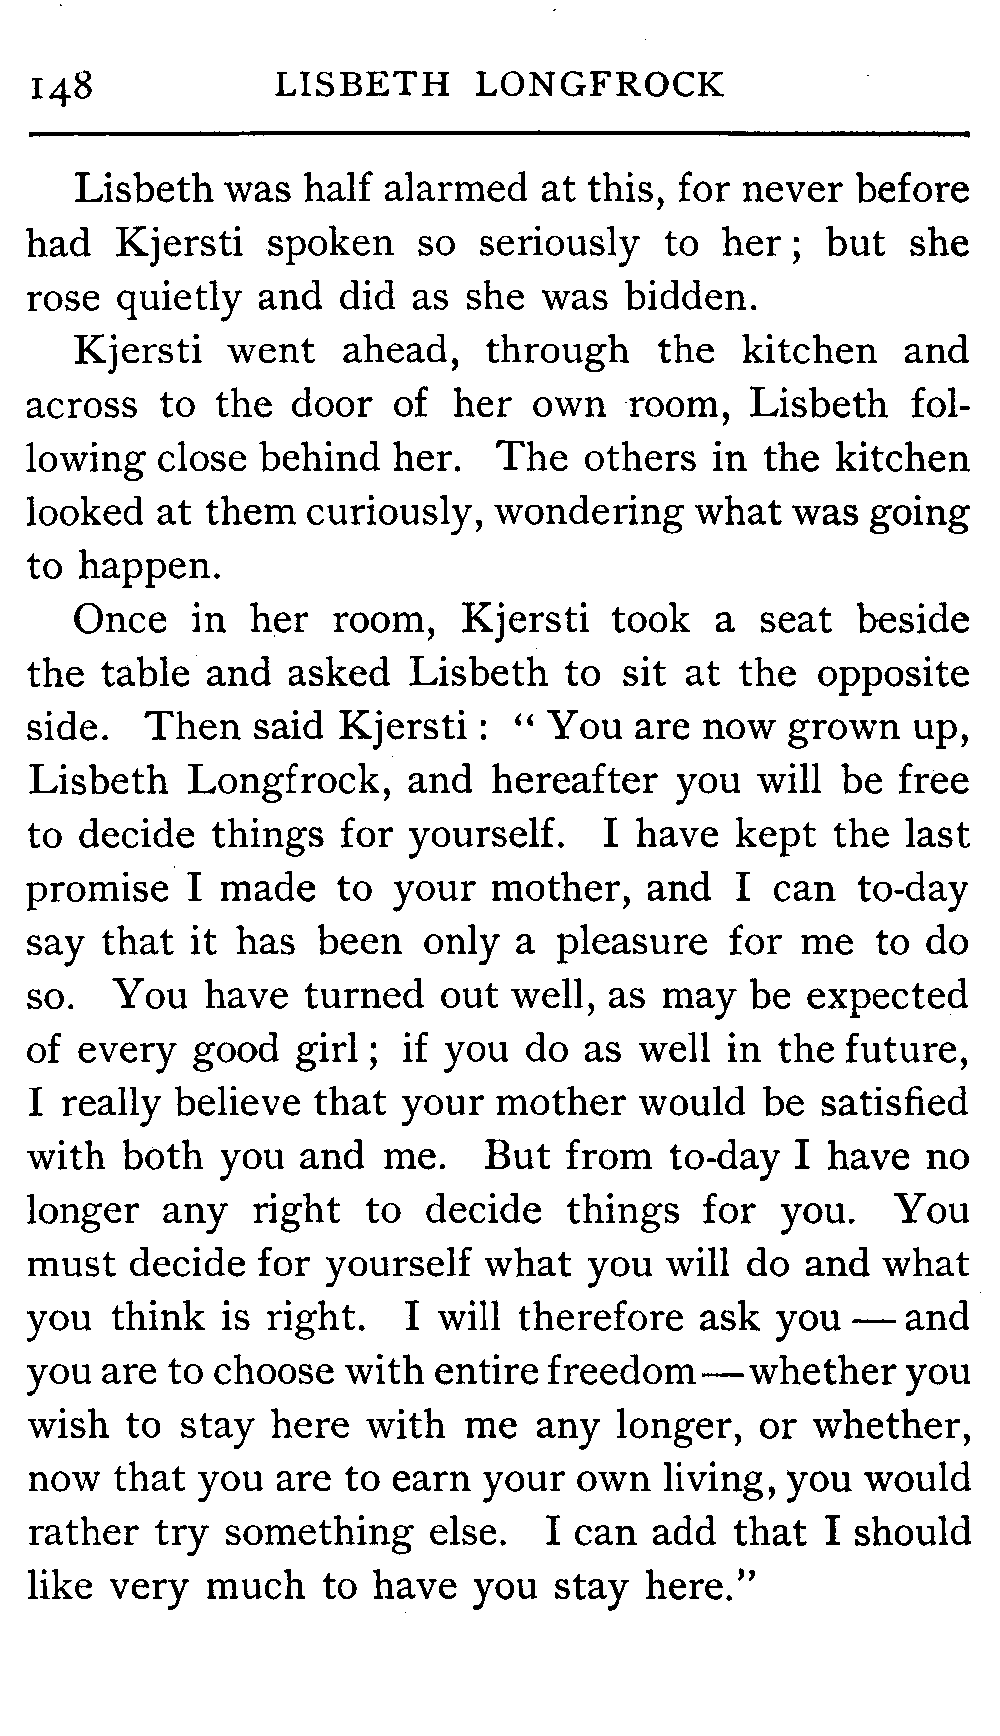 148 LISBETH LONGFROCK
Lisbeth was half alarmed at this, for never before
had Kjersti spoken so seriously to her; but she
rose quietly and did as she was bidden.
Kjersti went ahead, through the kitchen and
across to the door of her own room, Lisbeth fol-
lowing close behind her. The others in the kitchen
looked at them curiously, wondering what was going
to happen.
Once in her room, Kjersti took a seat beside
the table and asked Lisbeth to sit at the opposite
side. Then said Kjersti: “You are now grown up,
Lisbeth Longfrock, and hereafter you will be free
to decide things for yourself. I have kept the last
promise I made to your mother, and I can to-day
say that it has been only a pleasure for me to do
so. You have turned out well, as may be expected
of every good girl; if you do as well in the future,
I really believe that your mother would be satisfied
with both you and me. But from to-day I have no
longer any right to decide things for you. You
must decide for yourself what you will do and what
you think is right. I will therefore ask you — and
you are to choose with entire freedom — whether you
wish to stay here with me any longer, or whether,
now that you are to earn your own living, you would
rather try something else. I can add that I should
like very much to have you stay here.”